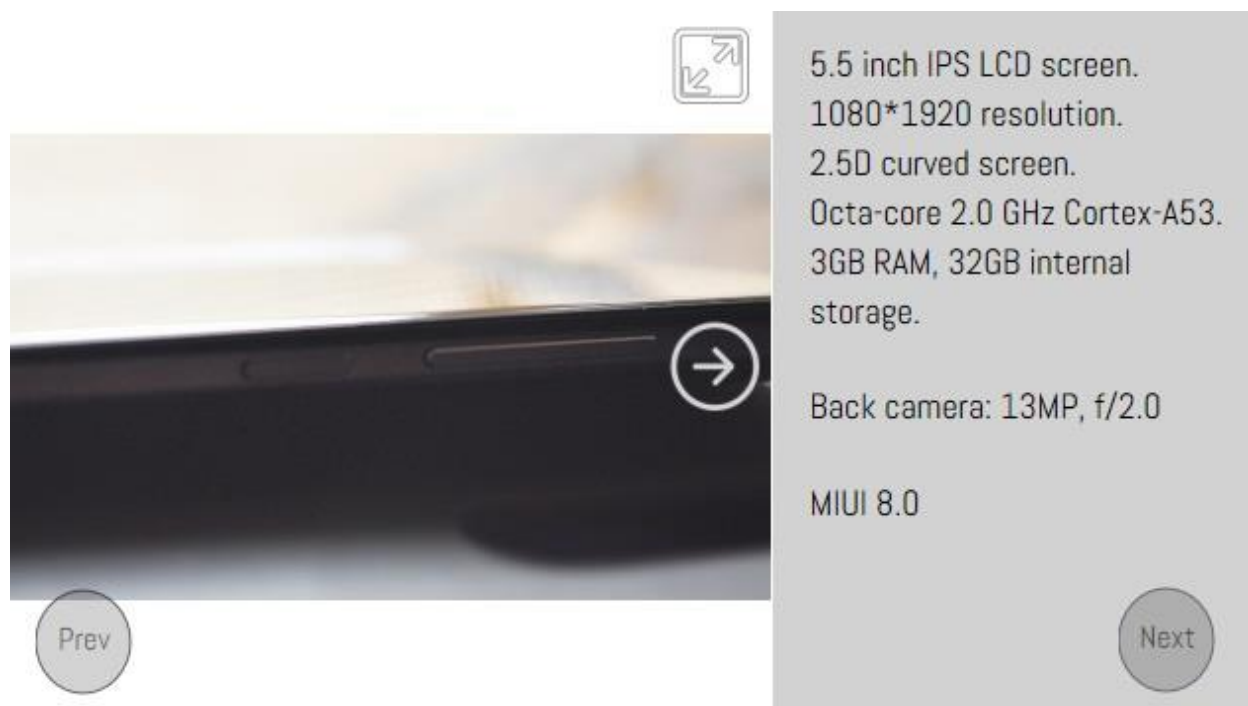 5.5 inch IPS LCD screen.
1080*1920 resolution.
2.5D curved screen.
Octa-core 2.0 GHz Cortex-A53.
3GB RAM, 32GB internal
storage.
Back camera: 13MP, f/2.0
MIUI 8.0
Prev
Next